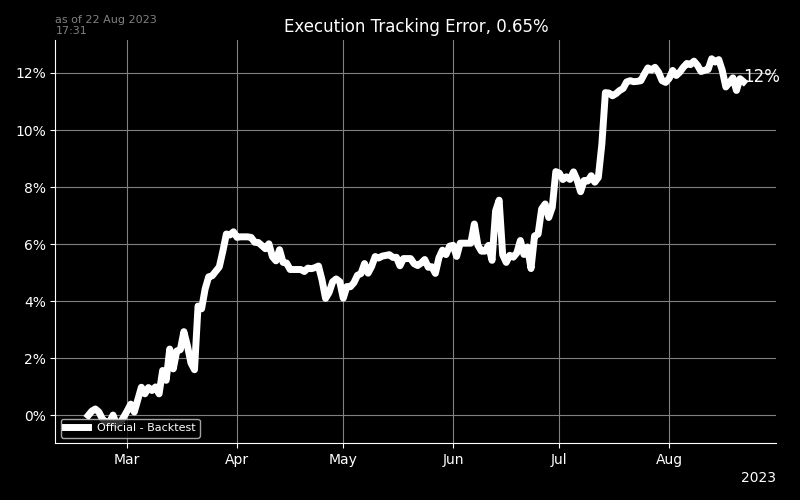 as of 22 Aug 2023
17:31
Execution Tracking Error, 0.65%
12%
12%
10%
8%
6%
4%
2%
0%
Official - Backtest
Mar Apr May Jun Jul Aug
2023